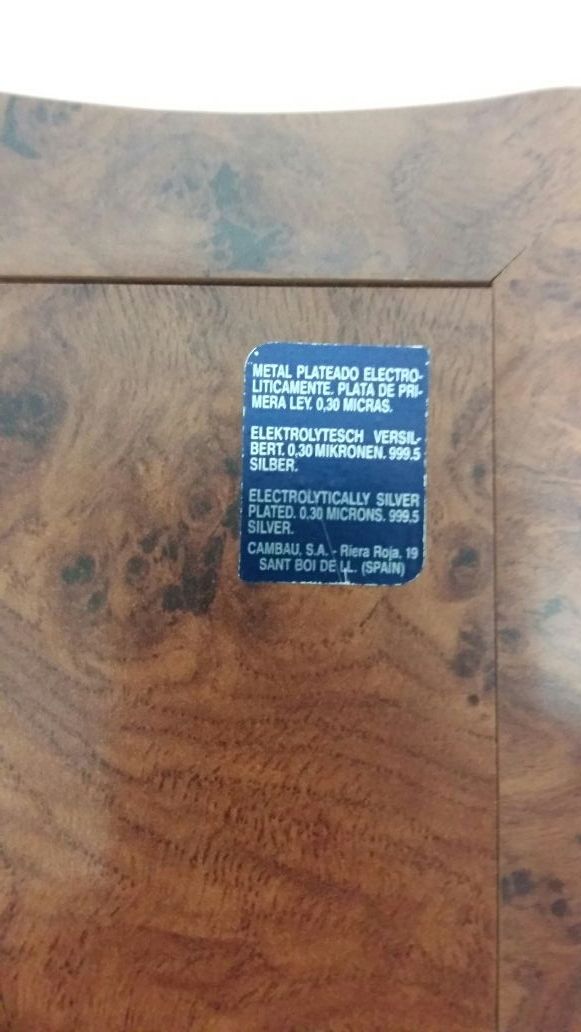 METAL PLATEADO ELECTRO-
LITICAMENTE. PLATA DE PRI-
MERA LEY. 0,30 MICRAS.
ELEKTROLYTESCH VERSIL-
BERT. 0,30 MIKRONEN. 999.5
SILBER.
ELECTROLYTICALLY SILVER
PLATED. 0.30 MICRONS. 999.5
SILVER.
CAMBAU, S.A. - Riera Roja, 19
SANT BOI DE LL. (SPAIN)